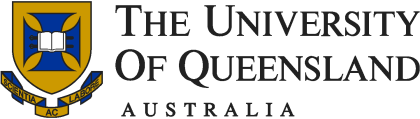 THE UNIVERSITY
OF QUEENSLAND
AUSTRALIA
SCIENTIA AC LABORE